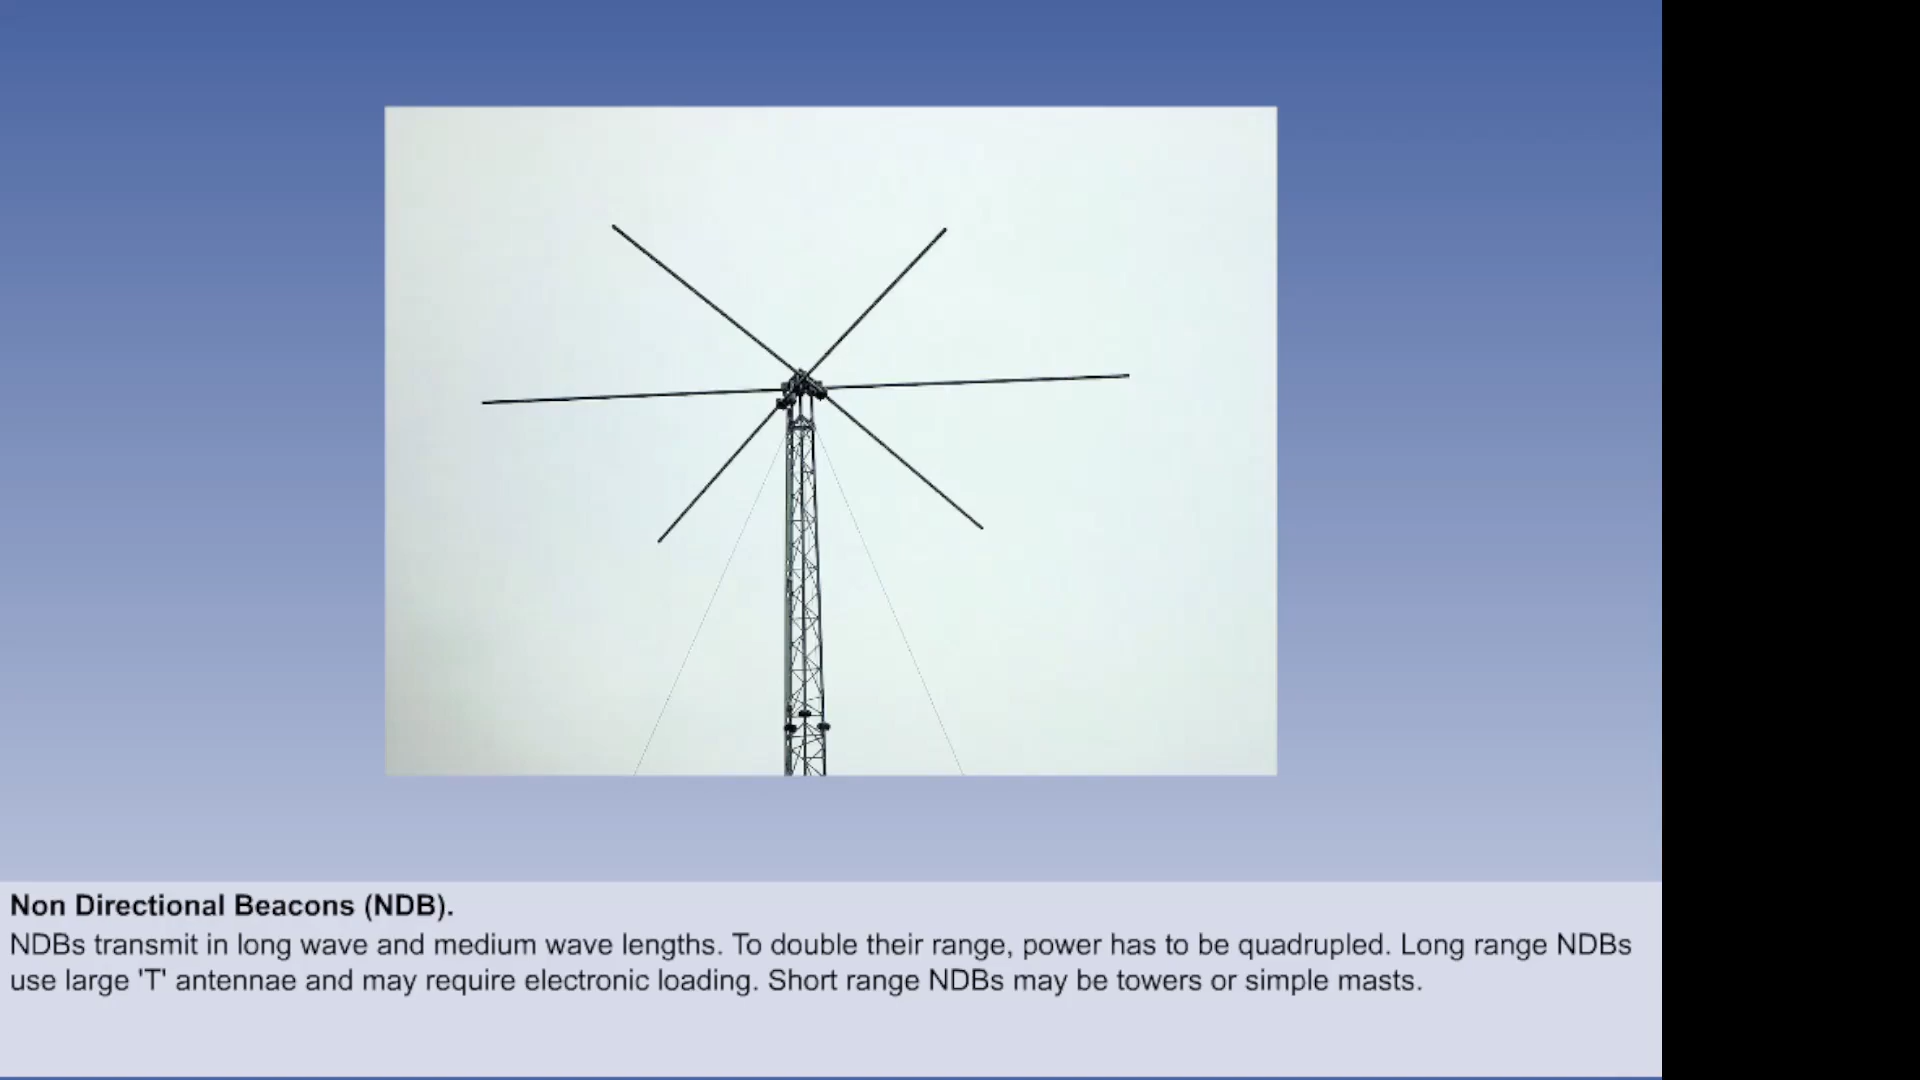 Non Directional Beacons (NDB).
NDBs transmit in long wave and medium wave lengths. To double their range, power has to be quadrupled. Long range NDBs
use large 'T' antennae and may require electronic loading. Short range NDBs may be towers or simple masts.